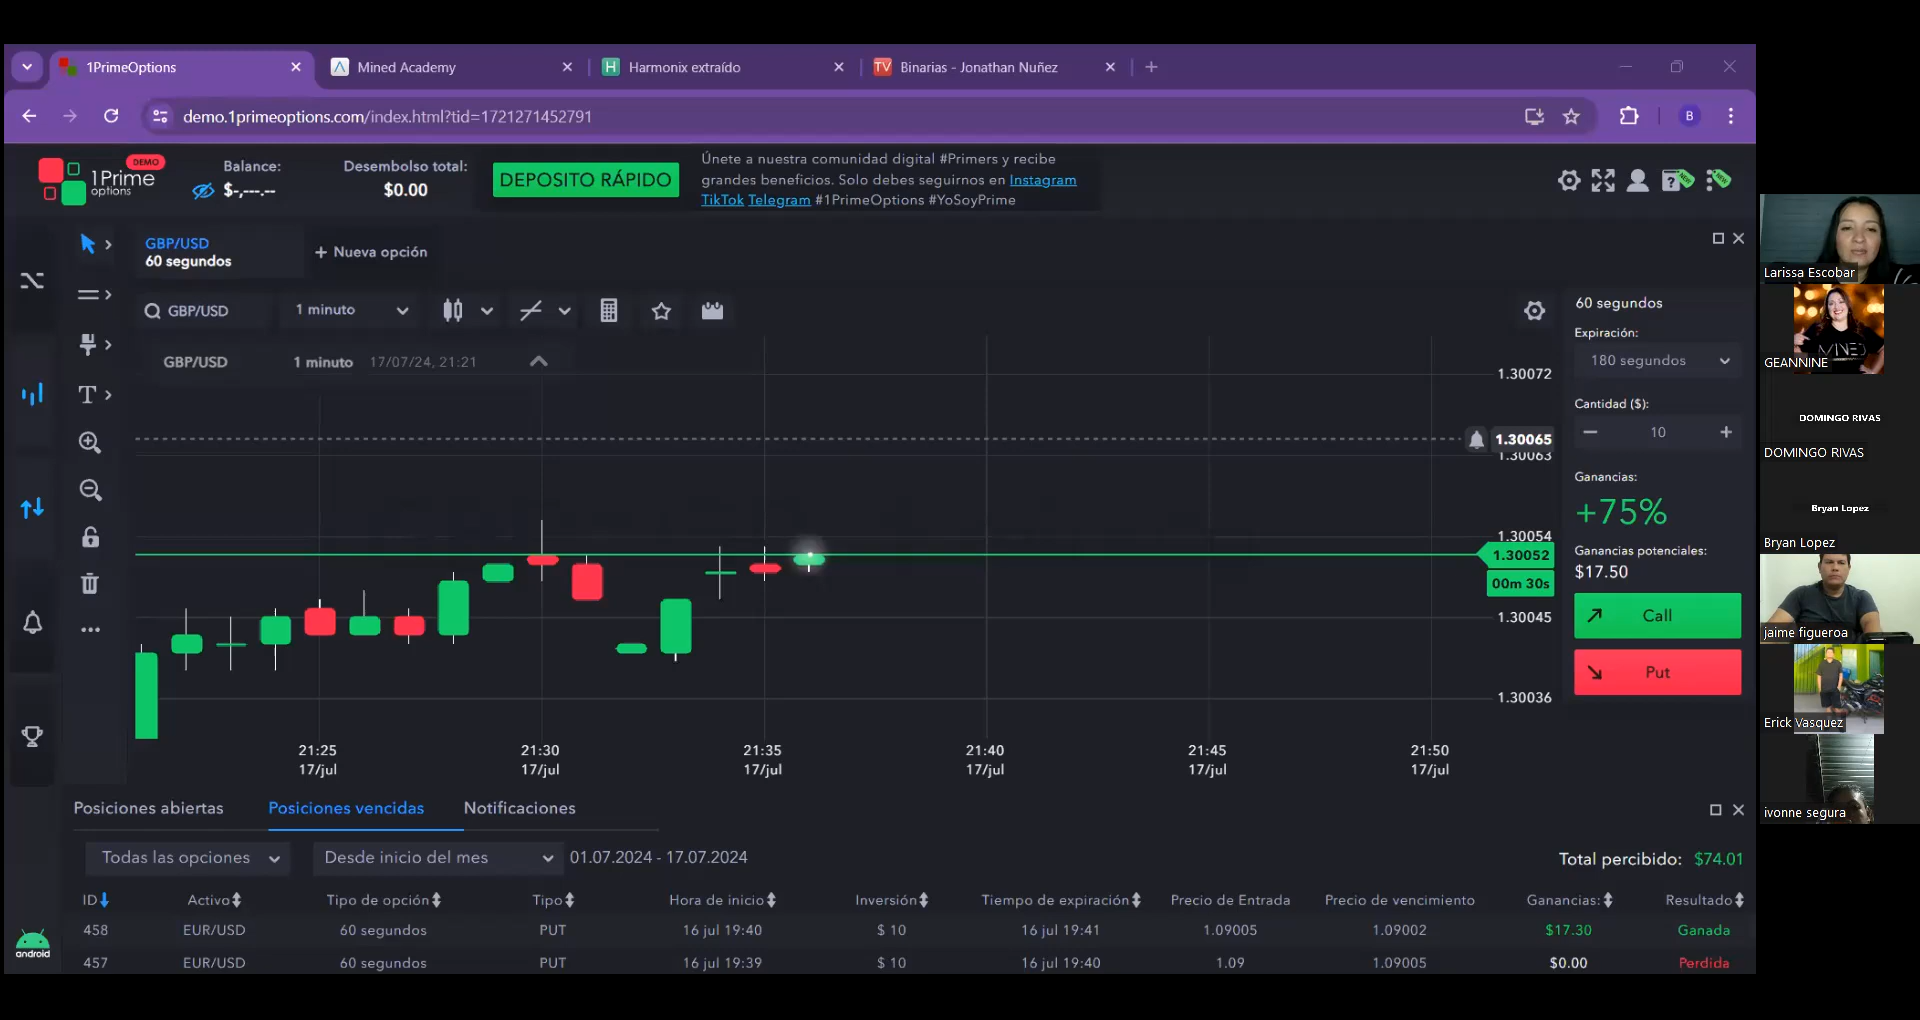 1PrimeOptions
Mined Academy
Harmonix extraído
TV
Binarias - Jonathan Nuñez
demo.1primeoptions.com/index.html?tid=1721271452791
B
DEMO
1Prime
options
Balance:
$-,---.--
Desembolso total:
$0.00
DEPOSITO RÁPIDO
Únete a nuestra comunidad digital #Primers y recibe
grandes beneficios. Solo debes seguirnos en Instagram
TikTok Telegram #1PrimeOptions #YoSoyPrime
GBP/USD
60 segundos
+ Nueva opción
GBP/USD
1 minuto
GBP/USD 1 minuto 17/07/24, 21:21
1.30072
1.30065
1.30063
1.30054
1.30052
00m 30s
1.30045
1.30036
21:25
17/jul
21:30
17/jul
21:35
17/jul
21:40
17/jul
21:45
17/jul
21:50
17/jul
60 segundos
Expiración:
180 segundos
Cantidad ($):
10
Ganancias:
+75%
Ganancias potenciales:
$17.50
Call
Put
android
Posiciones abiertas
Posiciones vencidas
Notificaciones
Todas las opciones
Desde inicio del mes
01.07.2024 - 17.07.2024
Total percibido: $74.01
ID Activo Tipo de opción Tipo Hora de inicio Inversión Tiempo de expiración Precio de Entrada Precio de vencimiento Ganancias: Resultado
458 EUR/USD 60 segundos PUT 16 jul 19:40 $ 10 16 jul 19:41 1.09005 1.09002 $17.30 Ganada
457 EUR/USD 60 segundos PUT 16 jul 19:39 $ 10 16 jul 19:40 1.09 1.09005 $0.00 Perdida
Larissa Escobar
GEANNINE
DOMINGO RIVAS
DOMINGO RIVAS
Bryan Lopez
Bryan Lopez
jaime figueroa
Erick Vasquez
ivonne segura